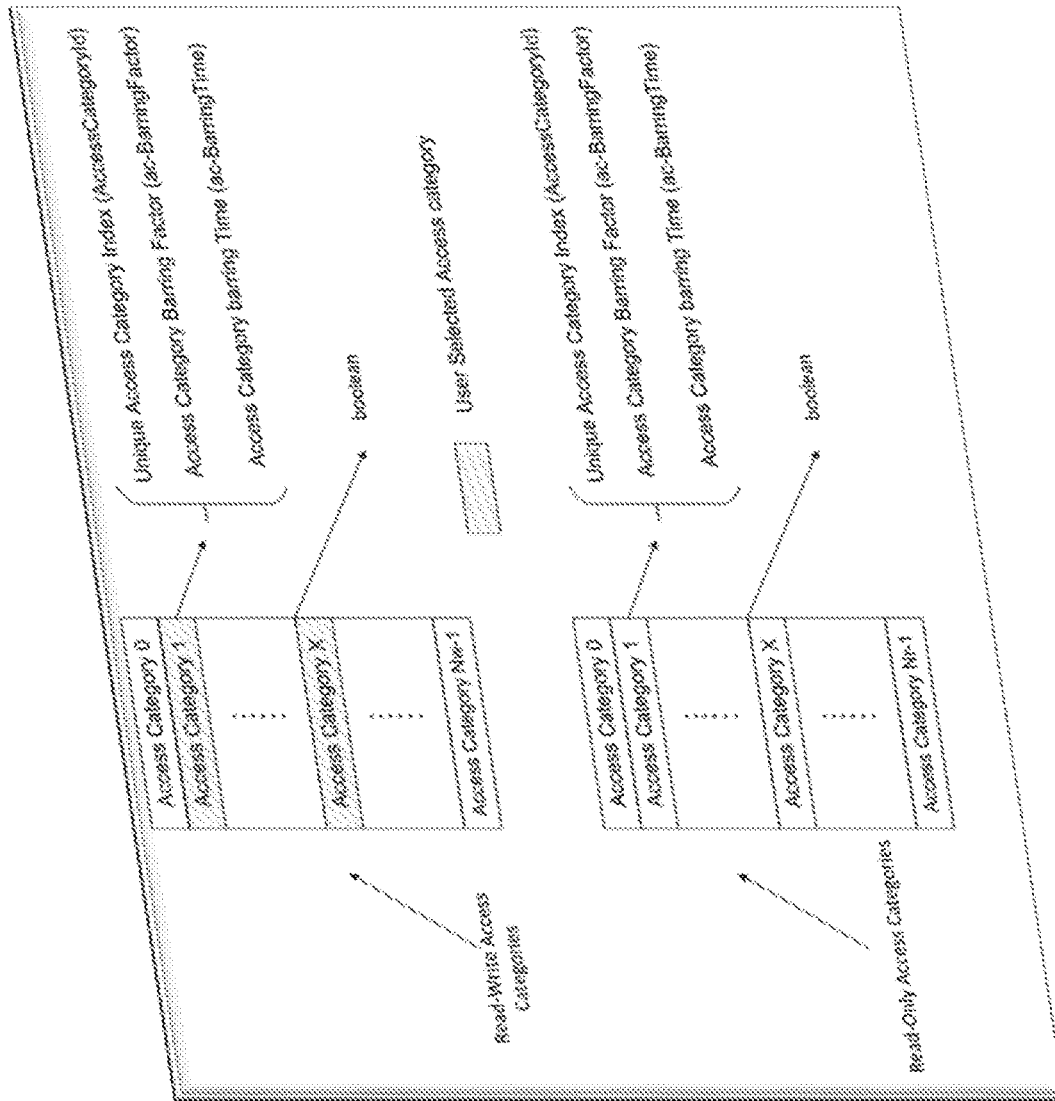 Unique Access Category Index (AccessCategoryId)
Access Category Barring Factor (ac-BarringFactor)
Access Category barring Time (ac-BarringTime)
Access Category 0
Access Category 1
Access Category X
Access Category Nw-1
boolean
Read-Write Access
Categories
User Selected Access category
Unique Access Category Index (AccessCategoryId)
Access Category Barring Factor (ac-BarringFactor)
Access Category barring Time (ac-BarringTime)
Access Category 0
Access Category 1
Access Category X
Access Category Nr-1
boolean
Read-Only Access Categories